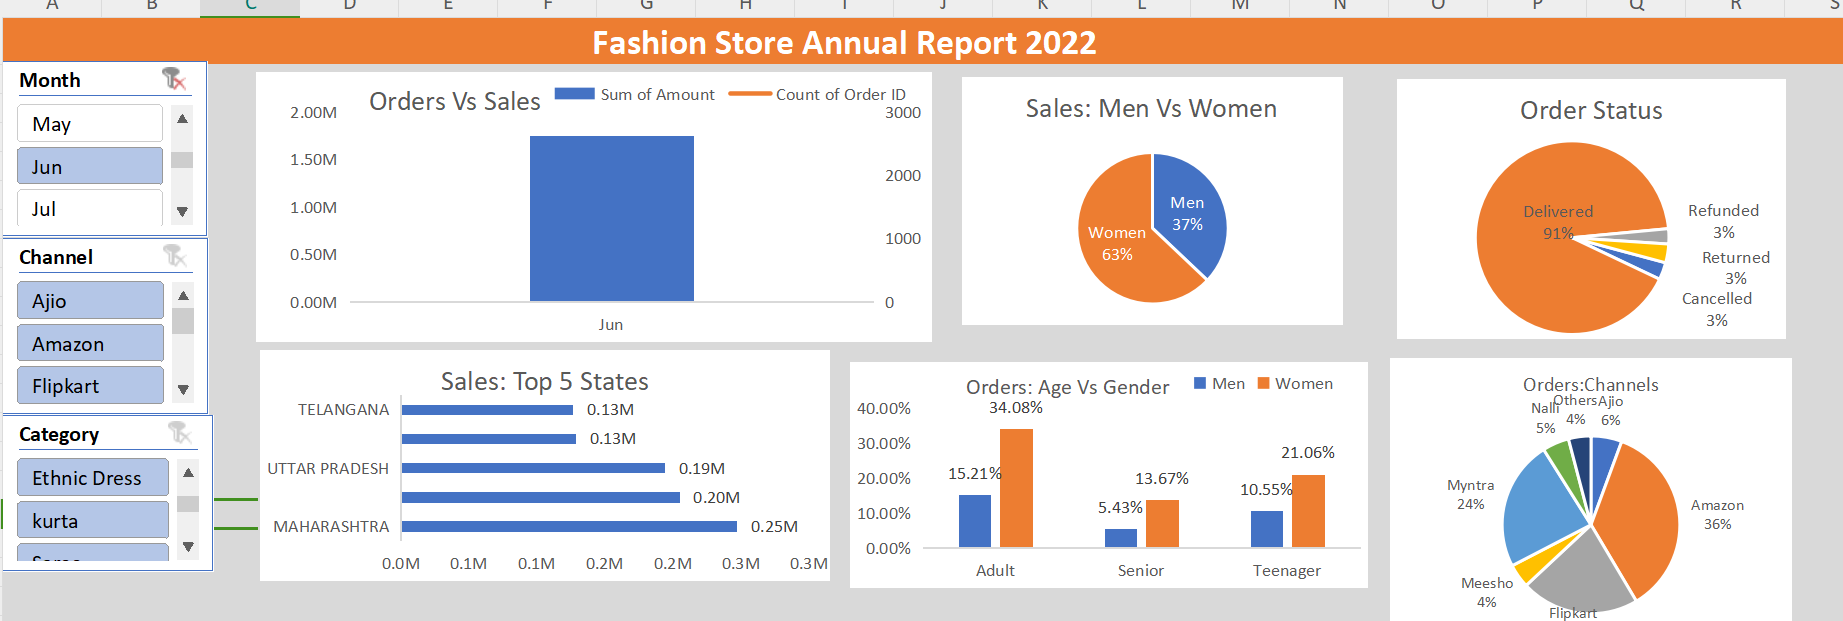 A B C D E F G H I J K L M N O P Q R S
Fashion Store Annual Report 2022
Month
May
Jun
Jul
Channel
Ajio
Amazon
Flipkart
Category
Ethnic Dress
kurta
Orders Vs Sales
Sum of Amount
Count of Order ID
2.00M
1.50M
1.00M
0.50M
0.00M
3000
2000
1000
0
Jun
Sales: Men Vs Women
Men
37%
Women
63%
Order Status
Delivered
91%
Refunded
3%
Returned
3%
Cancelled
3%
Sales: Top 5 States
TELANGANA
0.13M
0.13M
UTTAR PRADESH
0.19M
0.20M
MAHARASHTRA
0.25M
0.0M 0.1M 0.1M 0.2M 0.2M 0.3M 0.3M
Orders: Age Vs Gender
Men
Women
40.00%
30.00%
20.00%
10.00%
0.00%
15.21%
34.08%
5.43%
13.67%
10.55%
21.06%
Adult
Senior
Teenager
Orders:Channels
Nalli
5%
Others
4%
Ajio
6%
Myntra
24%
Amazon
36%
Meesho
4%
Flipkart